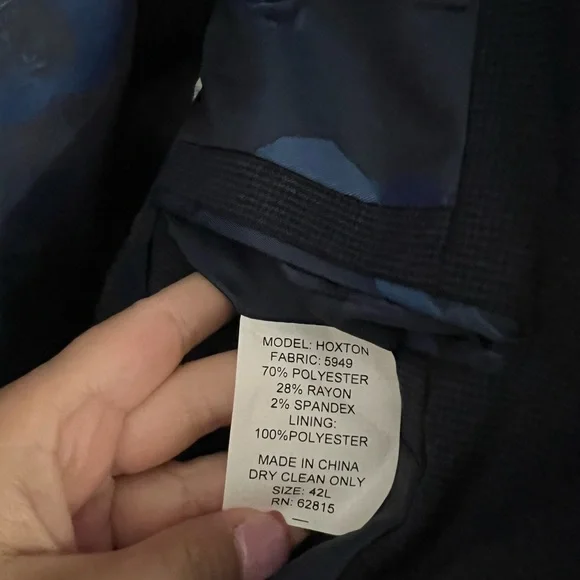 MODEL: HOXTON
FABRIC: 5949
70% POLYESTER
28% RAYON
2% SPANDEX
LINING:
100%POLYESTER
MADE IN CHINA
DRY CLEAN ONLY
SIZE: 42L
RN: 62815